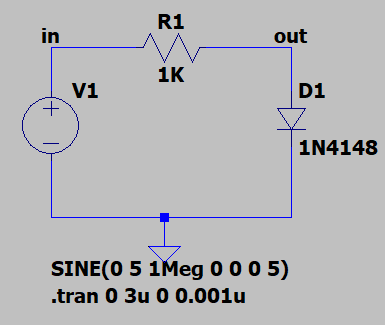 R1
in
out
1K
V1
D1
1N4148
SINE(0 5 1Meg 0 0 0 5)
.tran 0 3u 0 0.001u